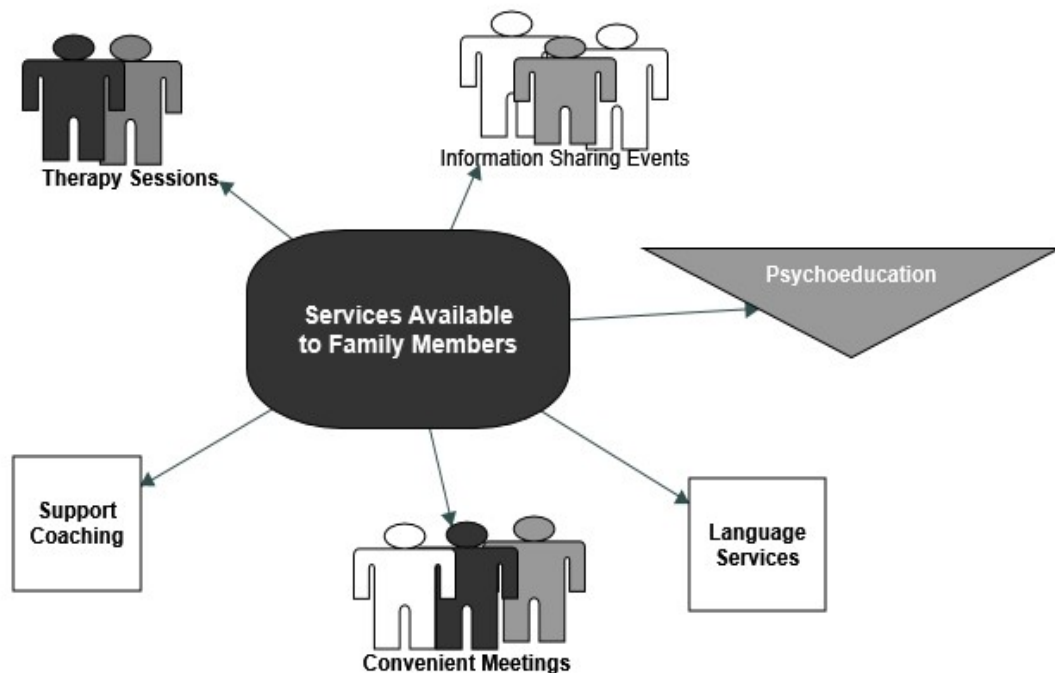 Therapy Sessions
Information Sharing Events
Psychoeducation
Services Available
to Family Members
Support
Coaching
Language
Services
Convenient Meetings